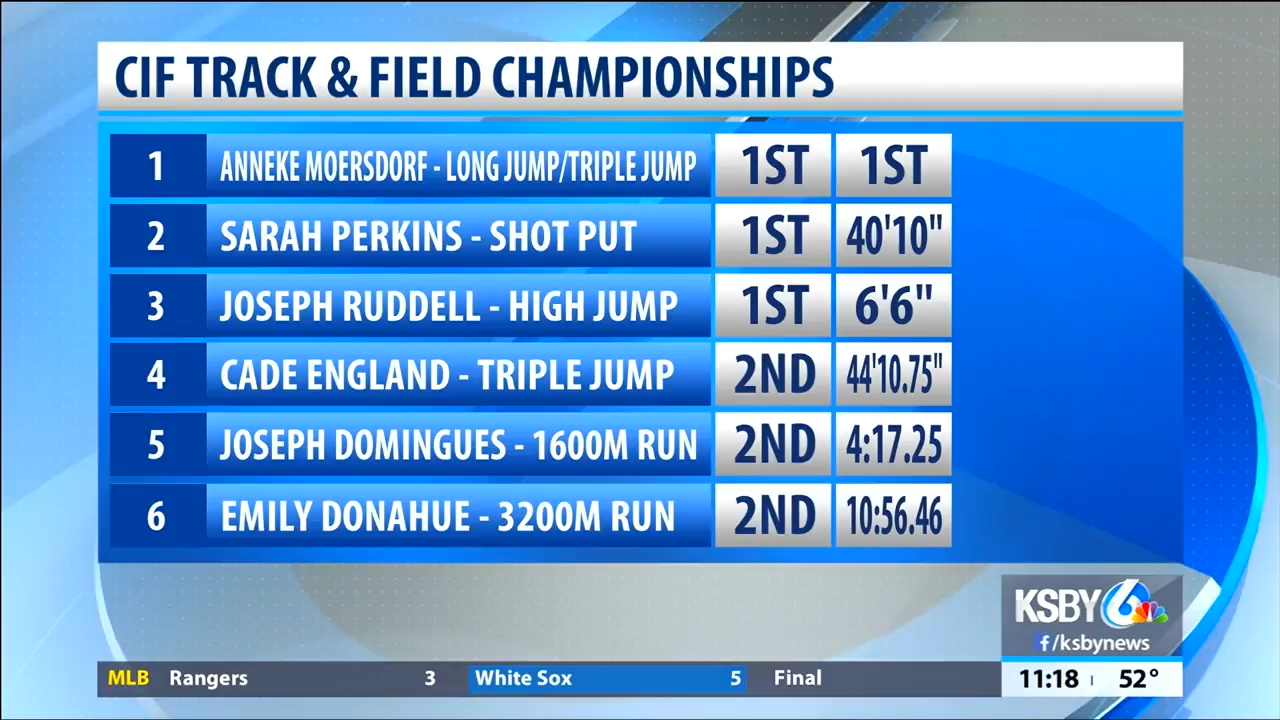 CIF TRACK & FIELD CHAMPIONSHIPS
1 ANNEKE MOERSDORF - LONG JUMP/TRIPLE JUMP 1ST 1ST
2 SARAH PERKINS - SHOT PUT 1ST 40'10"
3 JOSEPH RUDDELL - HIGH JUMP 1ST 6'6"
4 CADE ENGLAND - TRIPLE JUMP 2ND 44'10.75"
5 JOSEPH DOMINGUES - 1600M RUN 2ND 4:17.25
6 EMILY DONAHUE - 3200M RUN 2ND 10:56.46
KSBY 6
f/ksbynews
MLB Rangers 3 White Sox 5 Final
11:18 52°